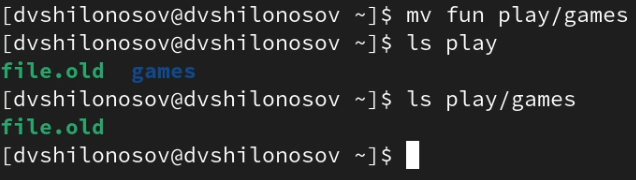 [dvshilonosov@dvshilonosov ~]$ mv fun play/games
[dvshilonosov@dvshilonosov ~]$ ls play
file.old  games
[dvshilonosov@dvshilonosov ~]$ ls play/games
file.old
[dvshilonosov@dvshilonosov ~]$